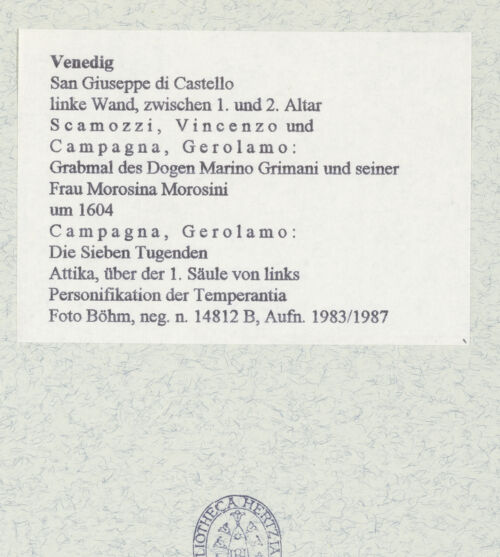 Venedig
San Giuseppe di Castello
linke Wand, zwischen 1. und 2. Altar
Scamozzi, Vincenzo und
Campagna, Gerolamo:
Grabmal des Dogen Marino Grimani und seiner
Frau Morosina Morosini
um 1604
Campagna, Gerolamo:
Die Sieben Tugenden
Attika, über der 1. Säule von links
Personifikation der Temperantia
Foto Böhm, neg. n. 14812 B, Aufn. 1983/1987
LIOTHECA HERTZIA